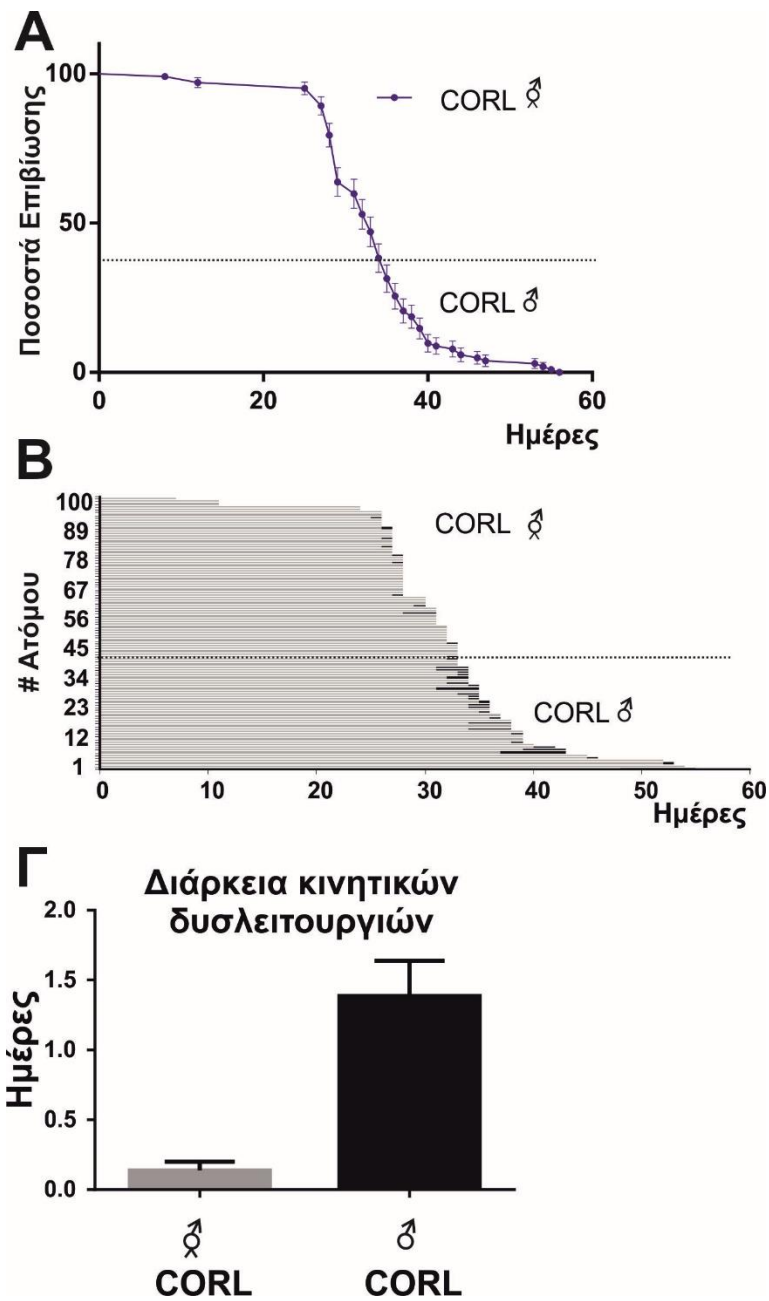 A
Ποσοστά Επιβίωσης
100
50
0
CORL ⚦
CORL ♂
0 20 40 60
Ημέρες
B
# Ατόμου
100
89
78
67
56
45
34
23
12
1
CORL ⚦
CORL ♂
0 10 20 30 40 50 60
Ημέρες
Γ
Διάρκεια κινητικών
δυσλειτουργιών
Ημέρες
2.0
1.5
1.0
0.5
0.0
⚦ ♂
CORL CORL